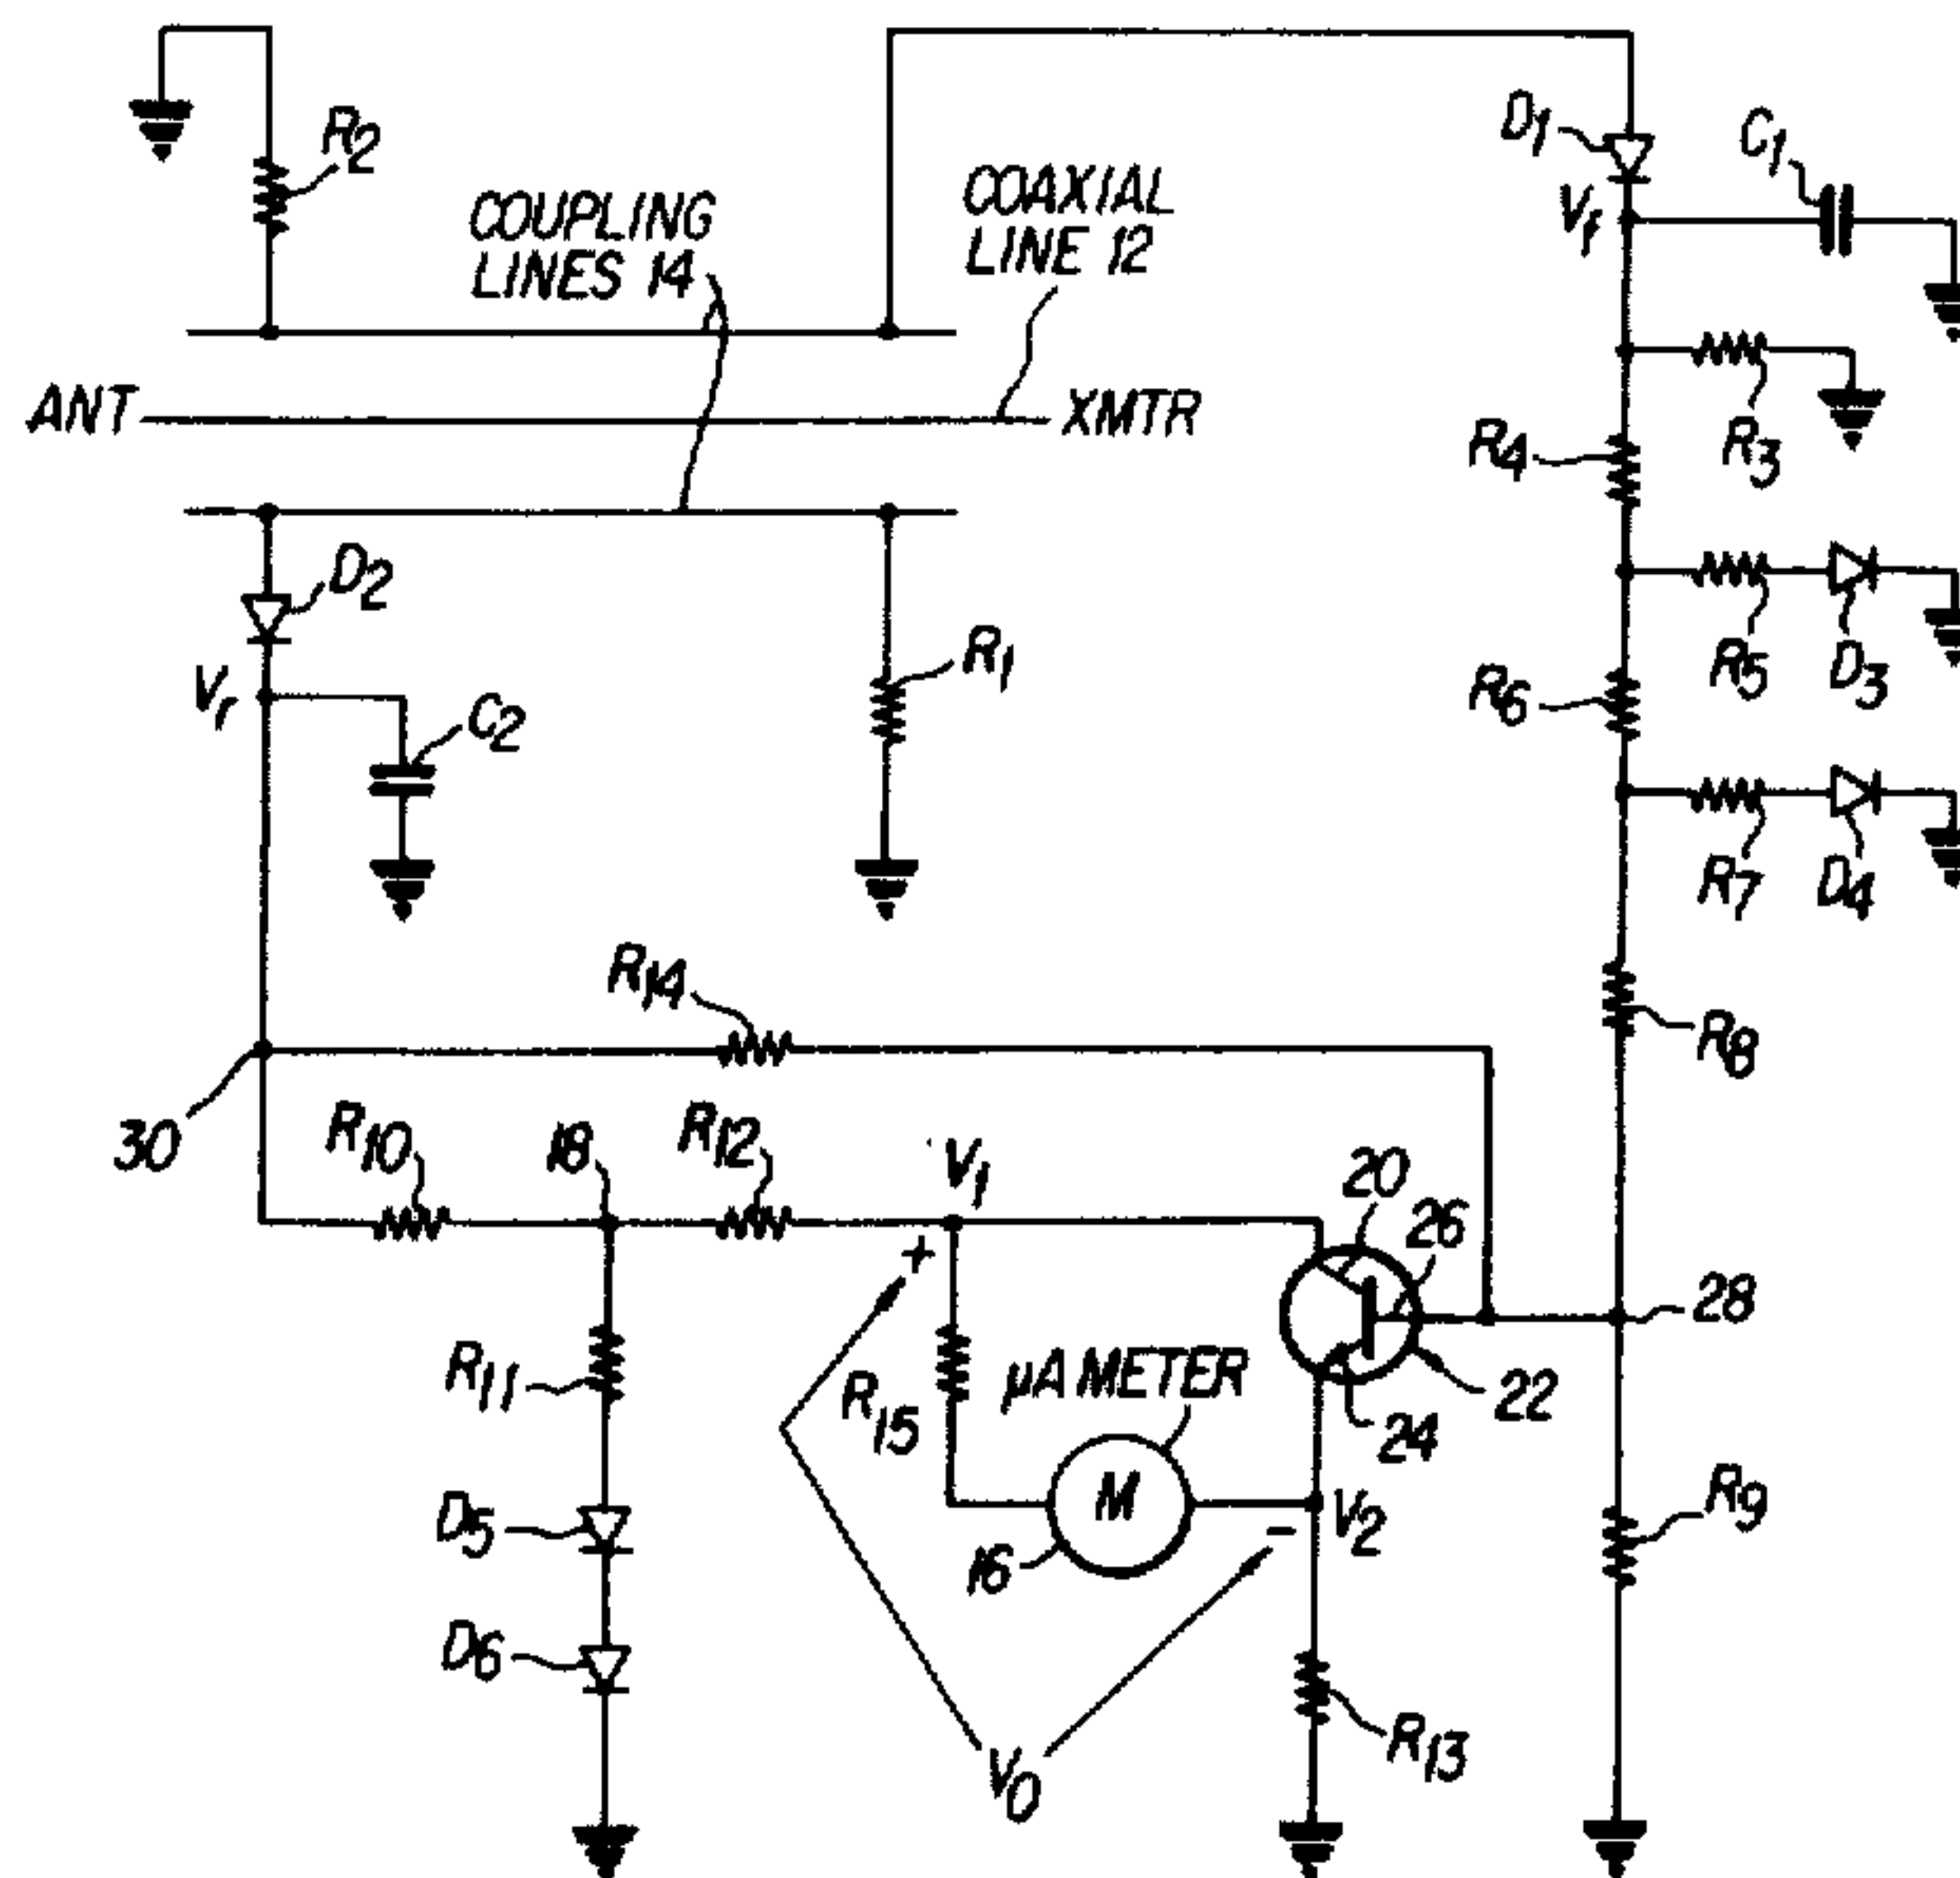 R2
COUPLING
LINES 14
COAXIAL
LINE 12
D1
C1
Vf
ANT
XMTR
R3
R4
D2
R5
D3
R1
Vr
C2
R6
R7
D4
R14
R8
30
R10
18
R12
V1
20
26
28
R11
R15
µA METER
22
24
+
M
-
V2
D5
16
R9
D6
R13
V0